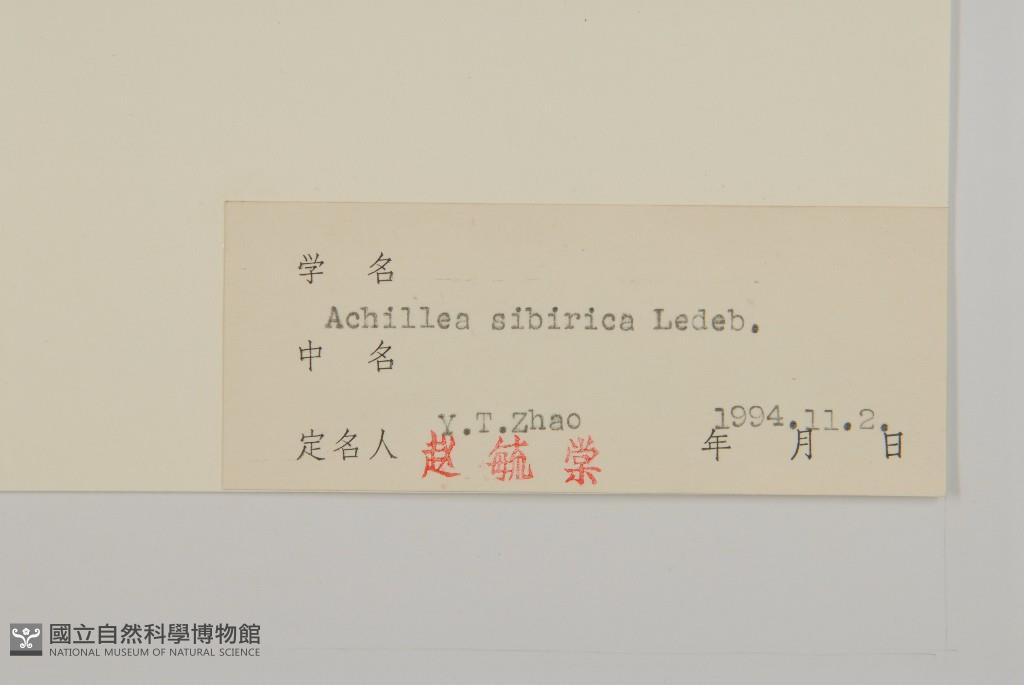 学 名
Achillea sibirica Ledeb.
中 名
y.T.Zhao 1994.11.2.
定名人 赵毓棠 年 月 日
國立自然科學博物館
NATIONAL MUSEUM OF NATURAL SCIENCE